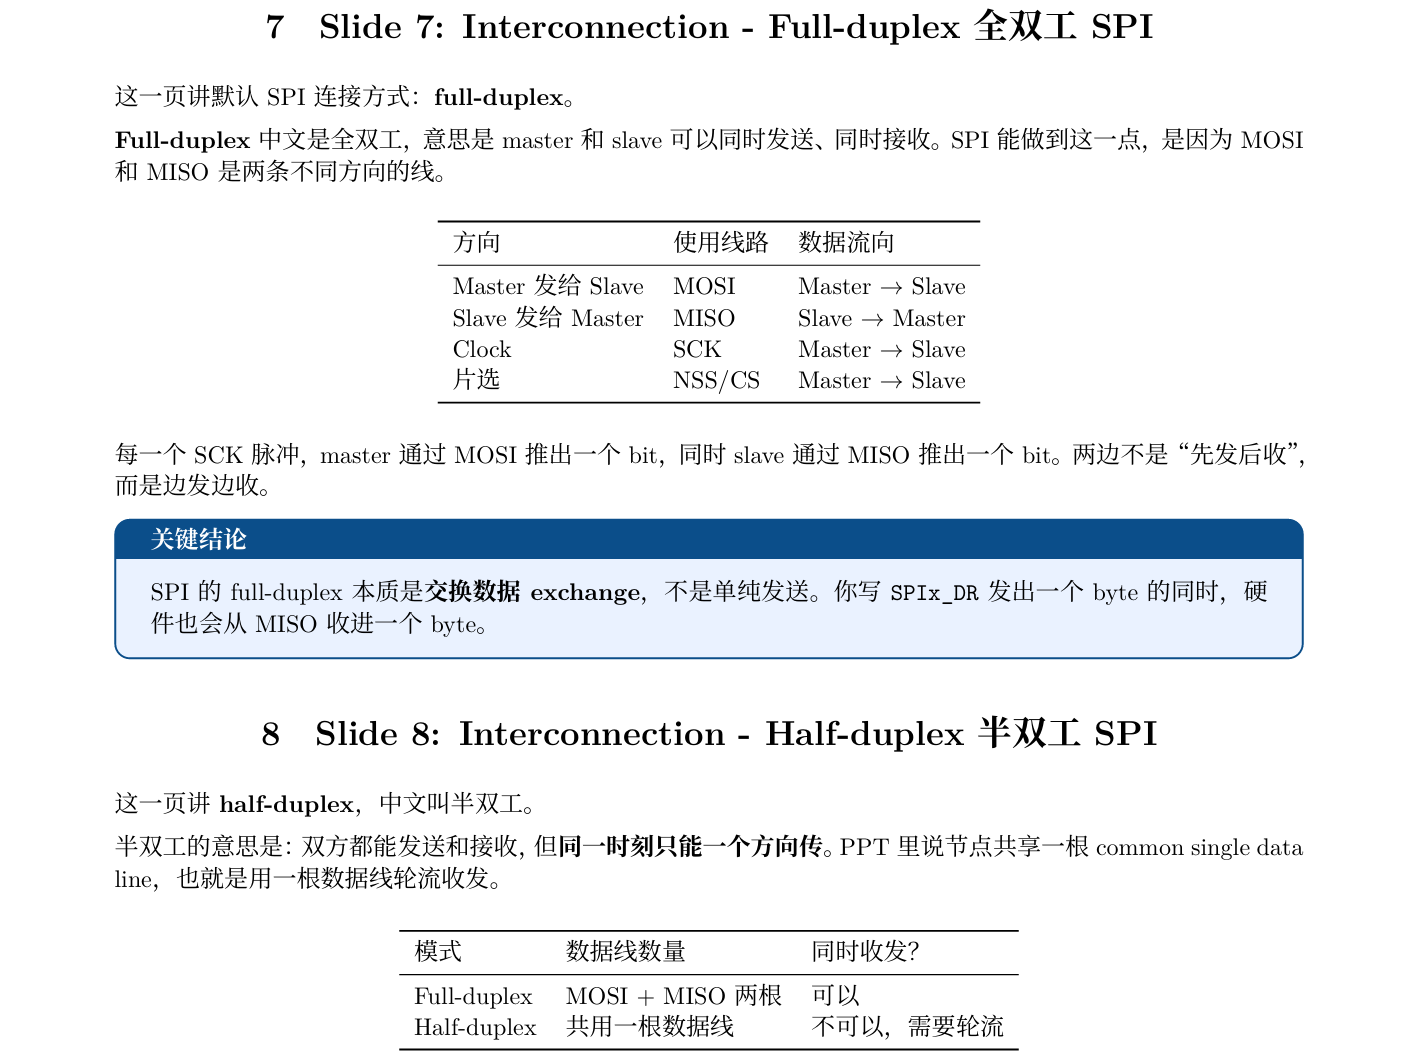 7 Slide 7: Interconnection - Full-duplex 全双工 SPI
这一页讲默认 SPI 连接方式：full-duplex。
Full-duplex 中文是全双工，意思是 master 和 slave 可以同时发送、同时接收。SPI 能做到这一点，是因为 MOSI
和 MISO 是两条不同方向的线。
方向 使用线路 数据流向
Master 发给 Slave MOSI Master → Slave
Slave 发给 Master MISO Slave → Master
Clock SCK Master → Slave
片选 NSS/CS Master → Slave
每一个 SCK 脉冲，master 通过 MOSI 推出一个 bit，同时 slave 通过 MISO 推出一个 bit。两边不是 “先发后收”，
而是边发边收。
关键结论
SPI 的 full-duplex 本质是交换数据 exchange，不是单纯发送。你写 SPIx_DR 发出一个 byte 的同时，硬
件也会从 MISO 收进一个 byte。
8 Slide 8: Interconnection - Half-duplex 半双工 SPI
这一页讲 half-duplex，中文叫半双工。
半双工的意思是：双方都能发送和接收，但同一时刻只能一个方向传。PPT 里说节点共享一根 common single data
line，也就是用一根数据线轮流收发。
模式 数据线数量 同时收发？
Full-duplex MOSI + MISO 两根 可以
Half-duplex 共用一根数据线 不可以，需要轮流